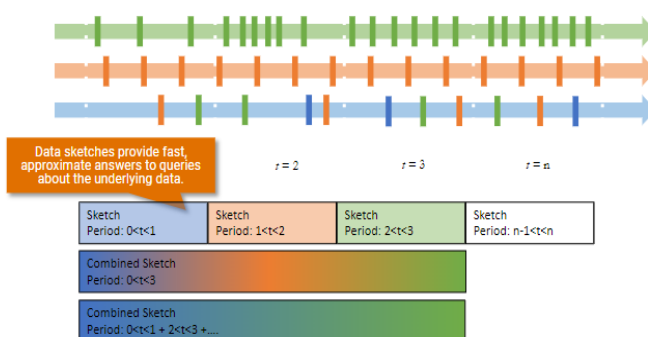 Data sketches provide fast,
approximate answers to queries
about the underlying data.
t = 2
t = 3
t = n
Sketch
Period: 0<t<1
Sketch
Period: 1<t<2
Sketch
Period: 2<t<3
Sketch
Period: n-1<t<n
Combined Sketch
Period: 0<t<3
Combined Sketch
Period: 0<t<1 + 2<t<3 +....